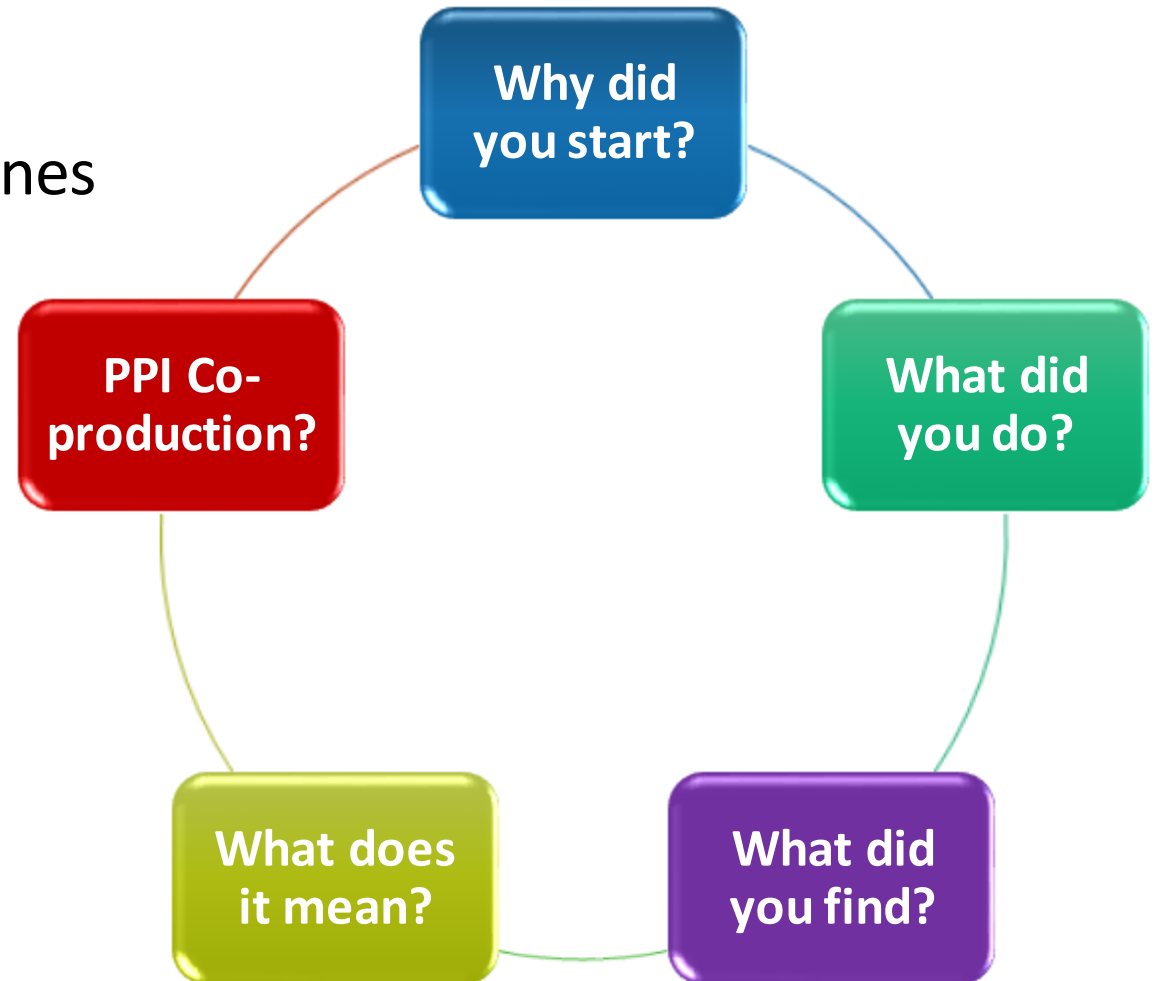 Why did
you start?
nes
PPI Co-
production?
What did
you do?
What does
it mean?
What did
you find?